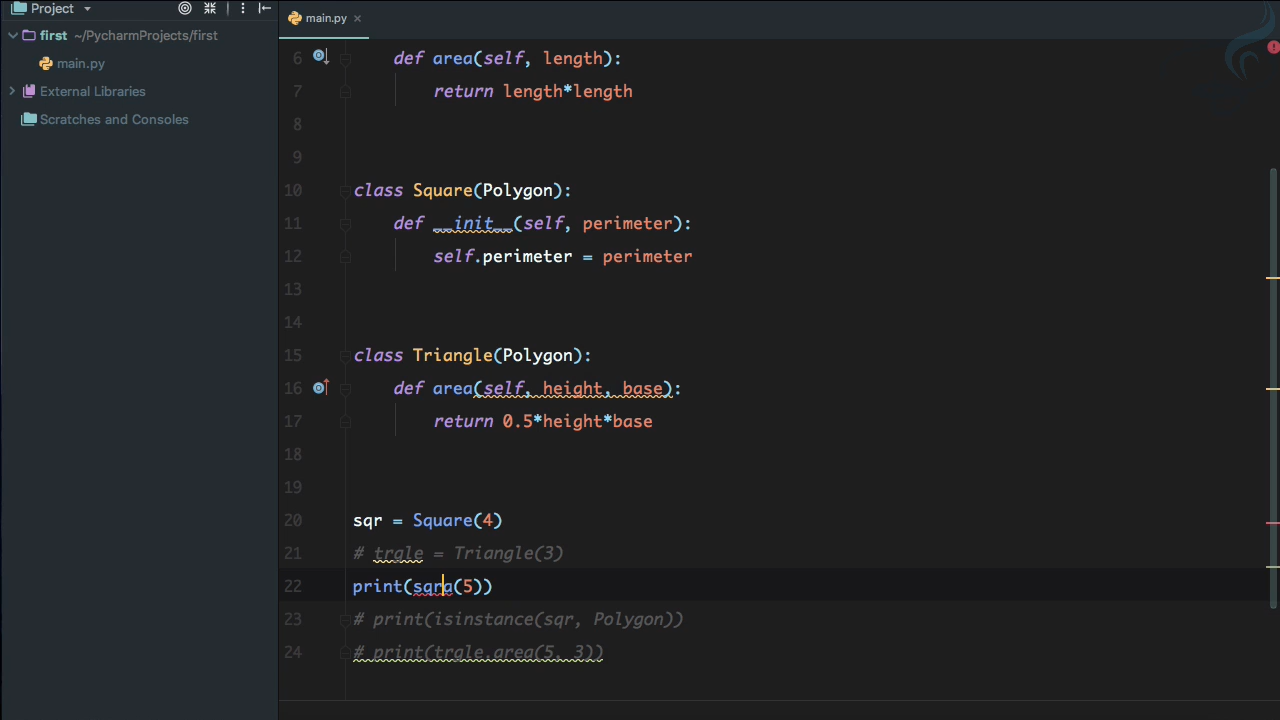 Project
main.py
first ~/PycharmProjects/first
main.py
External Libraries
Scratches and Consoles
6 def area(self, length):
7 return length*length
8
9
10 class Square(Polygon):
11 def __init__(self, perimeter):
12 self.perimeter = perimeter
13
14
15 class Triangle(Polygon):
16 def area(self, height, base):
17 return 0.5*height*base
18
19
20 sqr = Square(4)
21 # trgle = Triangle(3)
22 print(sqra(5))
23 # print(isinstance(sqr, Polygon))
24 # print(trgle.area(5, 3))